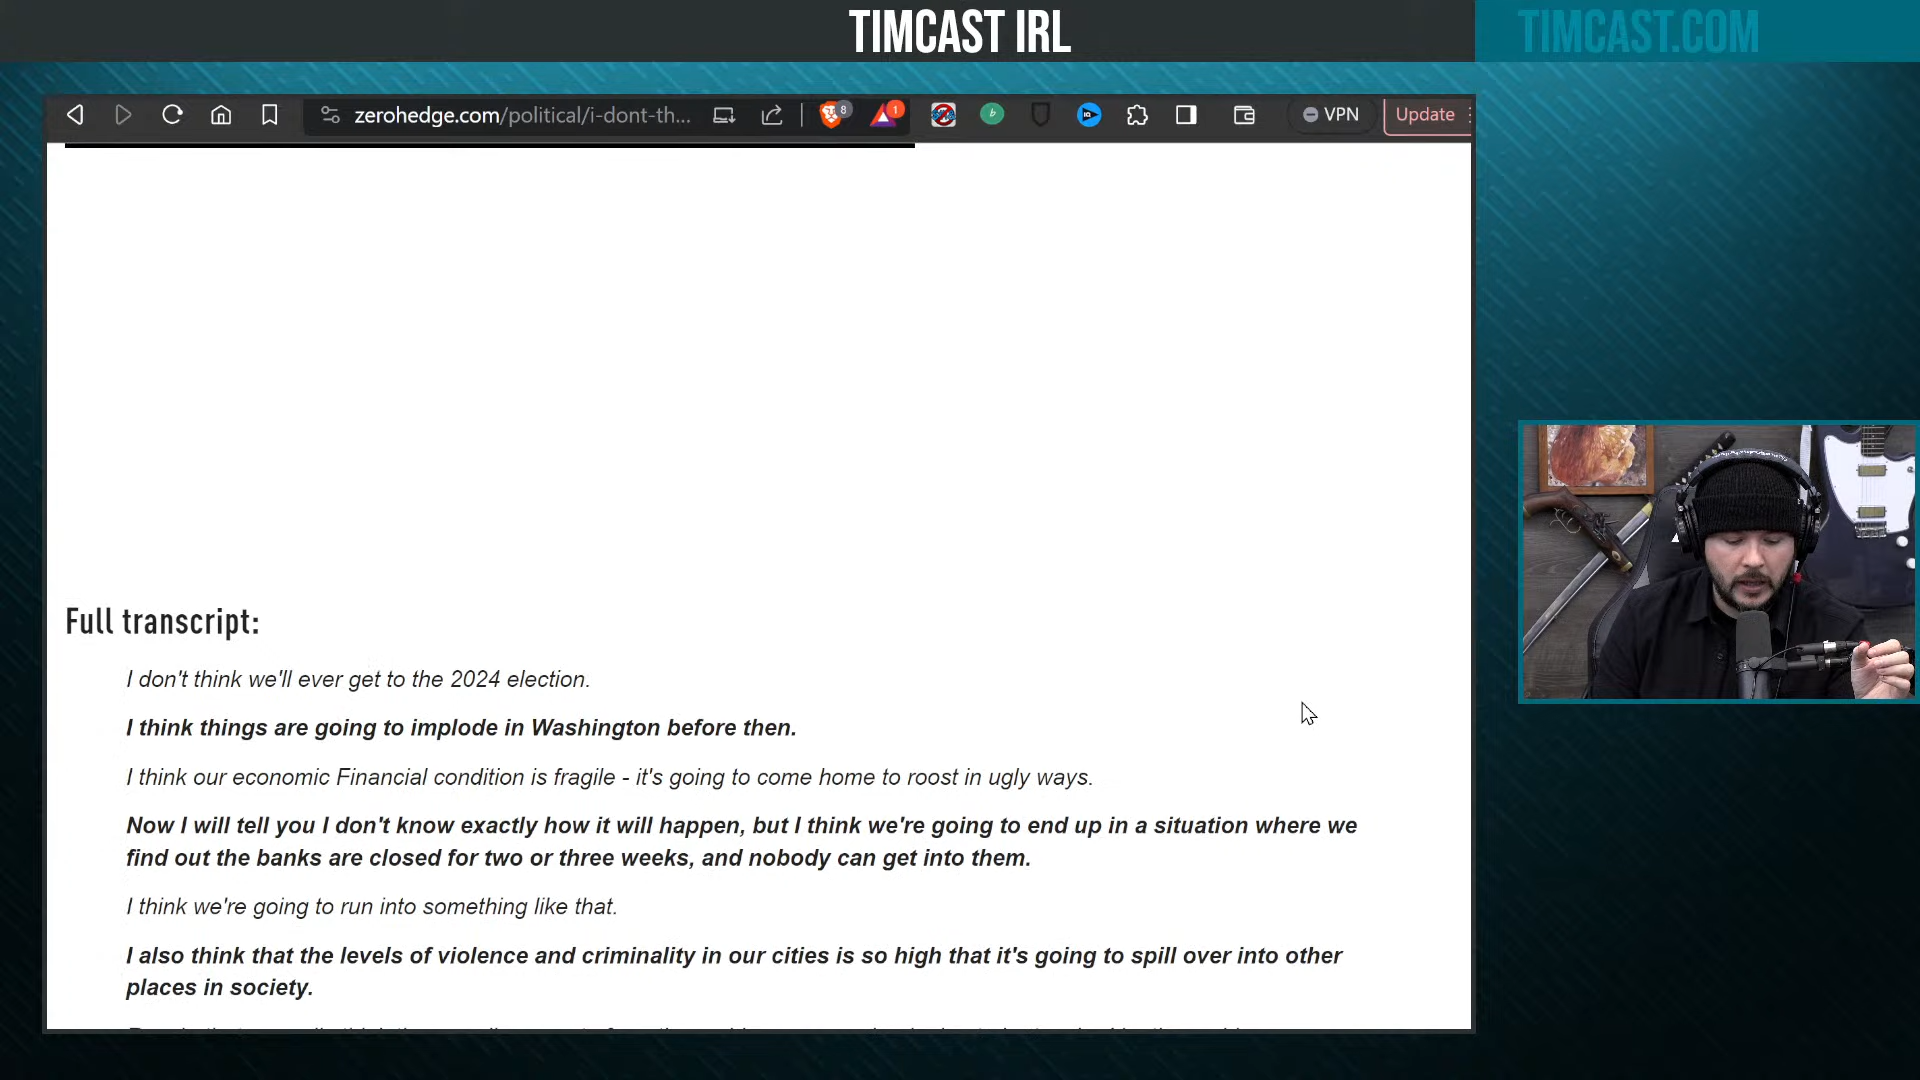 TIMCAST IRL
TIMCAST.COM
zerohedge.com/political/i-dont-th...
8
1
b
VPN
Update
Full transcript:
I don't think we'll ever get to the 2024 election.
I think things are going to implode in Washington before then.
I think our economic Financial condition is fragile - it's going to come home to roost in ugly ways.
Now I will tell you I don't know exactly how it will happen, but I think we're going to end up in a situation where we
find out the banks are closed for two or three weeks, and nobody can get into them.
I think we're going to run into something like that.
I also think that the levels of violence and criminality in our cities is so high that it's going to spill over into other
places in society.